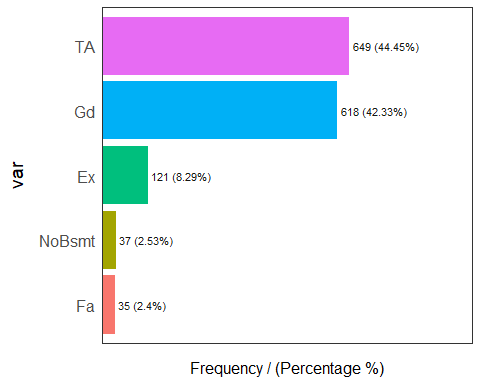 TA
649 (44.45%)
Gd
618 (42.33%)
Ex
121 (8.29%)
NoBsmt
37 (2.53%)
Fa
35 (2.4%)
var
Frequency / (Percentage %)